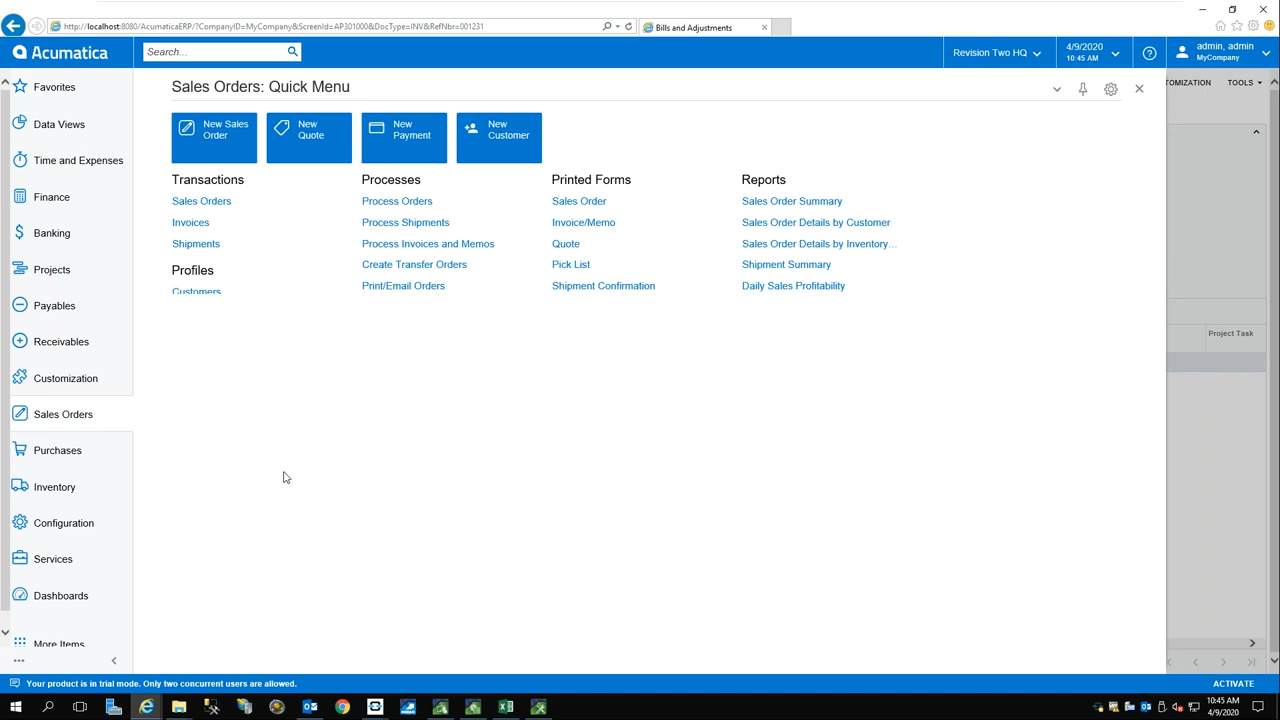 http://localhost:8080/AcumaticaERP/?CompanyID=MyCompany&ScreenId=AP301000&DocType=INV&RefNbr=001231
Bills and Adjustments
Acumatica
Search...
Revision Two HQ
4/9/2020
10:45 AM
admin, admin
MyCompany
Favorites
Data Views
Time and Expenses
Finance
Banking
Projects
Payables
Receivables
Customization
Sales Orders
Purchases
Inventory
Configuration
Services
Dashboards
More Items
Sales Orders: Quick Menu
New Sales Order
New Quote
New Payment
New Customer
Transactions
Sales Orders
Invoices
Shipments
Profiles
Customers
Processes
Process Orders
Process Shipments
Process Invoices and Memos
Create Transfer Orders
Print/Email Orders
Printed Forms
Sales Order
Invoice/Memo
Quote
Pick List
Shipment Confirmation
Reports
Sales Order Summary
Sales Order Details by Customer
Sales Order Details by Inventory...
Shipment Summary
Daily Sales Profitability
TOMIZATION
TOOLS
Project Task
Your product is in trial mode. Only two concurrent users are allowed.
ACTIVATE
10:45 AM
4/9/2020